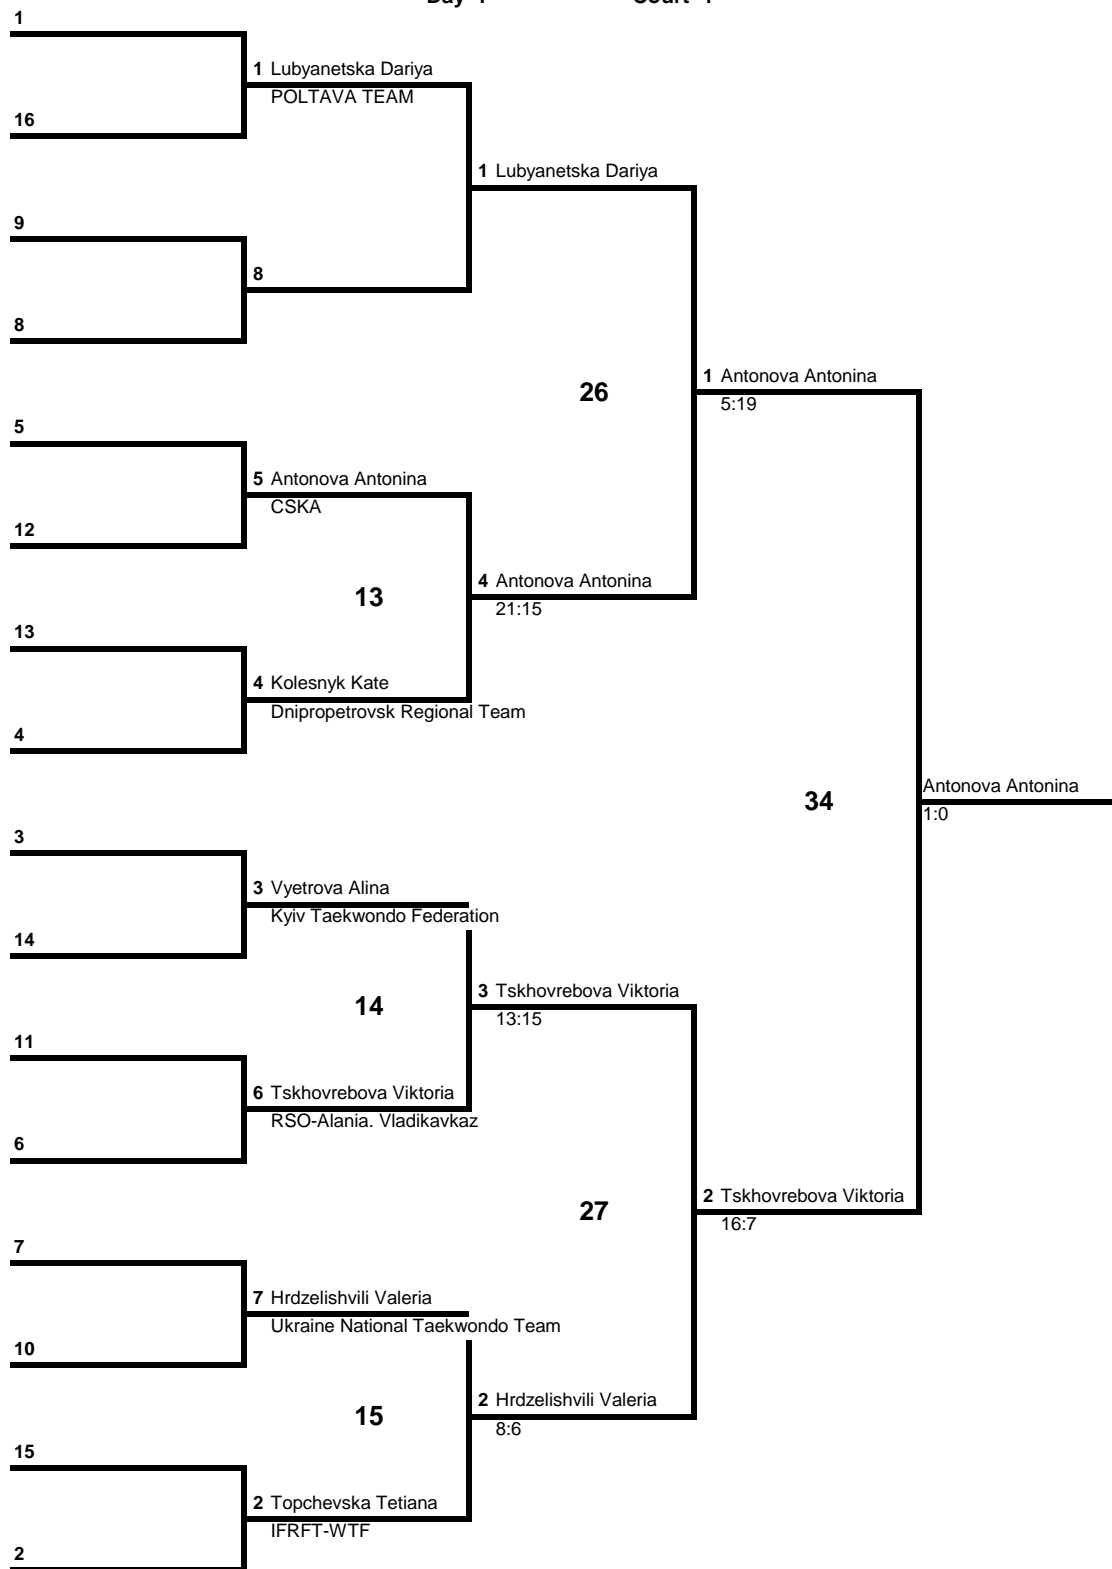 1
1 Lubyanetska Dariya
POLTAVA TEAM
16
1 Lubyanetska Dariya
9
8
8
26
1 Antonova Antonina
5:19
5
5 Antonova Antonina
CSKA
12
4 Antonova Antonina
13
21:15
13
4 Kolesnyk Kate
Dnipropetrovsk Regional Team
4
Antonova Antonina
34
1:0
3
3 Vyetrova Alina
Kyiv Taekwondo Federation
14
3 Tskhovrebova Viktoria
14
13:15
11
6 Tskhovrebova Viktoria
RSO-Alania. Vladikavkaz
6
2 Tskhovrebova Viktoria
27
16:7
7
7 Hrdzelishvili Valeria
Ukraine National Taekwondo Team
10
2 Hrdzelishvili Valeria
15
8:6
15
2 Topchevska Tetiana
IFRFT-WTF
2